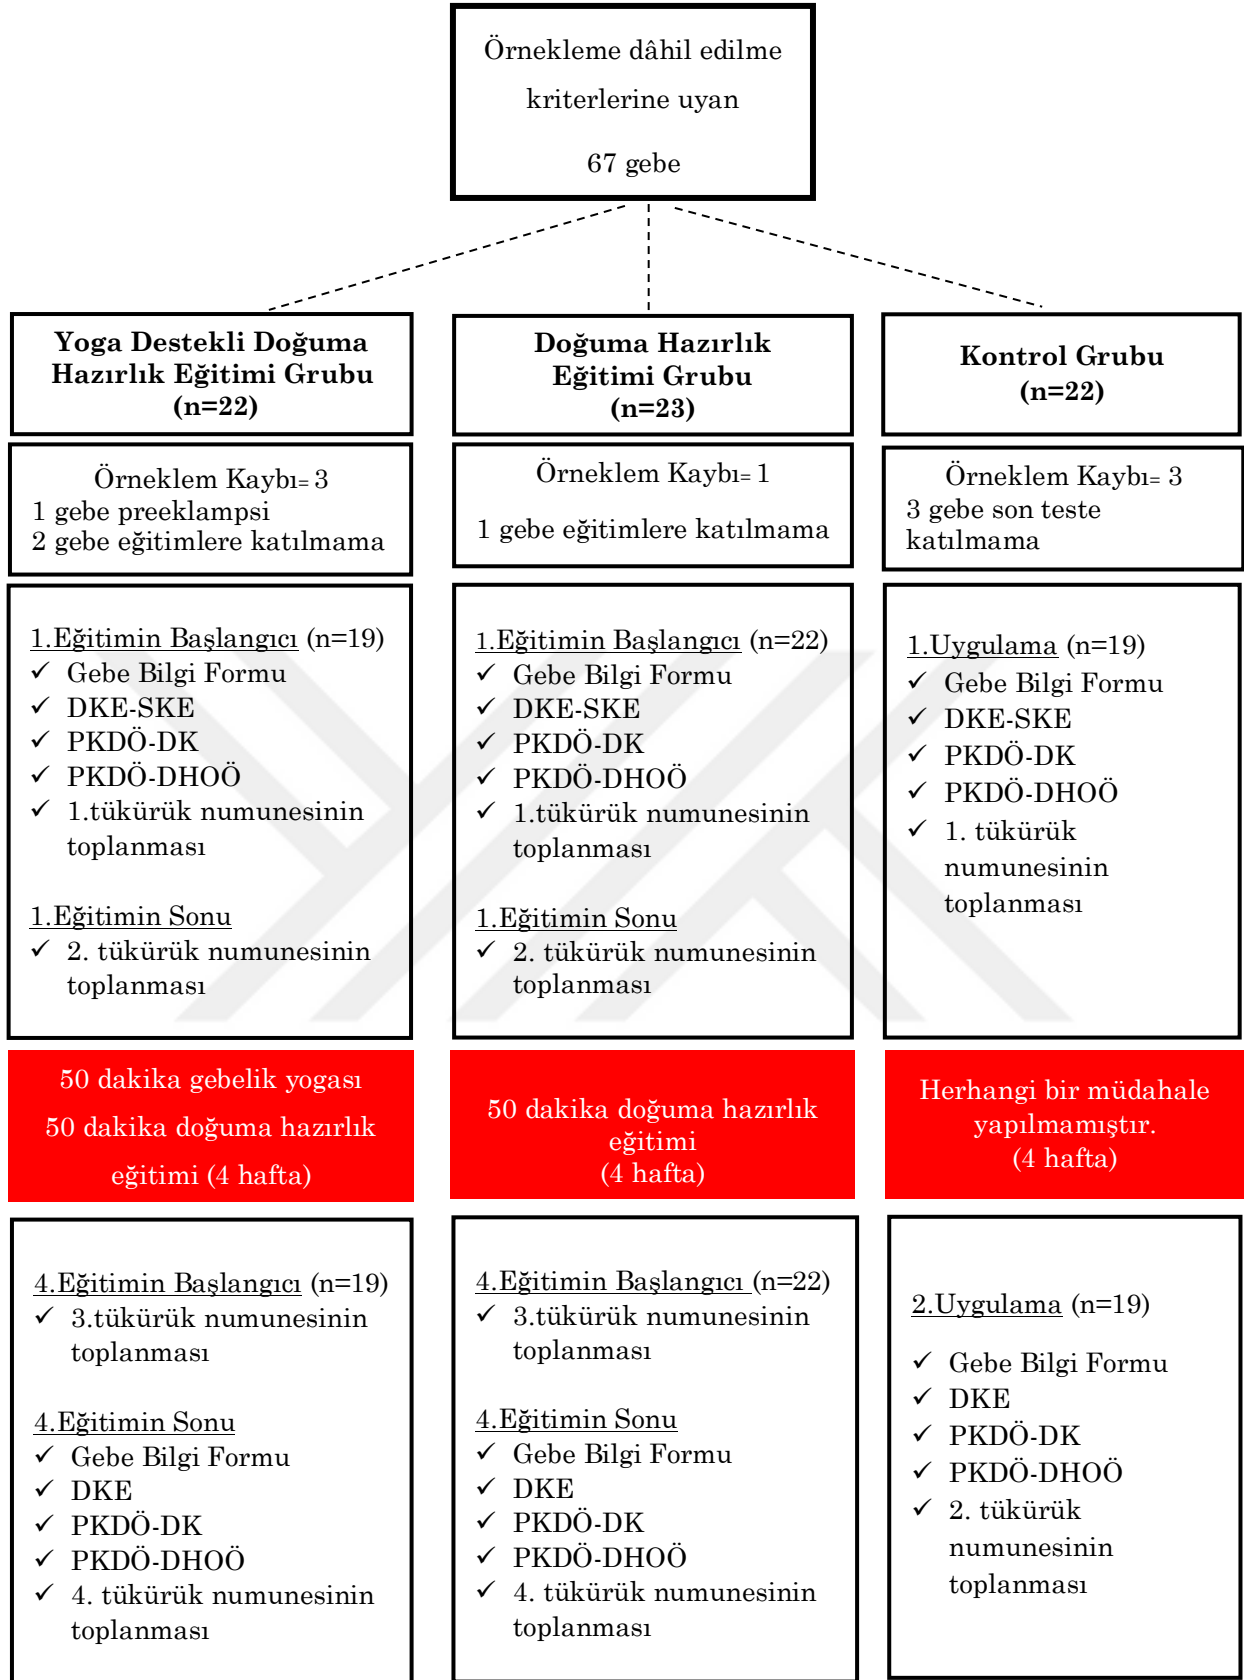 Örnekleme dâhil edilme
kriterlerine uyan
67 gebe
Yoga Destekli Doğuma
Hazırlık Eğitimi Grubu
(n=22)
Doğuma Hazırlık
Eğitimi Grubu
(n=23)
Kontrol Grubu
(n=22)
Örneklem Kaybı= 3
1 gebe preeklampsi
2 gebe eğitimlere katılmama
Örneklem Kaybı= 1
1 gebe eğitimlere katılmama
Örneklem Kaybı= 3
3 gebe son teste
katılmama
1.Eğitimin Başlangıcı (n=19)
✓ Gebe Bilgi Formu
✓ DKE-SKE
✓ PKDÖ-DK
✓ PKDÖ-DHOÖ
✓ 1.tükürük numunesinin
toplanması
1.Eğitimin Sonu
✓ 2. tükürük numunesinin
toplanması
1.Eğitimin Başlangıcı (n=22)
✓ Gebe Bilgi Formu
✓ DKE-SKE
✓ PKDÖ-DK
✓ PKDÖ-DHOÖ
✓ 1.tükürük numunesinin
toplanması
1.Eğitimin Sonu
✓ 2. tükürük numunesinin
toplanması
1.Uygulama (n=19)
✓ Gebe Bilgi Formu
✓ DKE-SKE
✓ PKDÖ-DK
✓ PKDÖ-DHOÖ
✓ 1. tükürük
numunesinin
toplanması
50 dakika gebelik yogası
50 dakika doğuma hazırlık
eğitimi (4 hafta)
50 dakika doğuma hazırlık
eğitimi
(4 hafta)
Herhangi bir müdahale
yapılmamıştır.
(4 hafta)
4.Eğitimin Başlangıcı (n=19)
✓ 3.tükürük numunesinin
toplanması
4.Eğitimin Sonu
✓ Gebe Bilgi Formu
✓ DKE
✓ PKDÖ-DK
✓ PKDÖ-DHOÖ
✓ 4. tükürük numunesinin
toplanması
4.Eğitimin Başlangıcı (n=22)
✓ 3.tükürük numunesinin
toplanması
4.Eğitimin Sonu
✓ Gebe Bilgi Formu
✓ DKE
✓ PKDÖ-DK
✓ PKDÖ-DHOÖ
✓ 4. tükürük numunesinin
toplanması
2.Uygulama (n=19)
✓ Gebe Bilgi Formu
✓ DKE
✓ PKDÖ-DK
✓ PKDÖ-DHOÖ
✓ 2. tükürük
numunesinin
toplanması